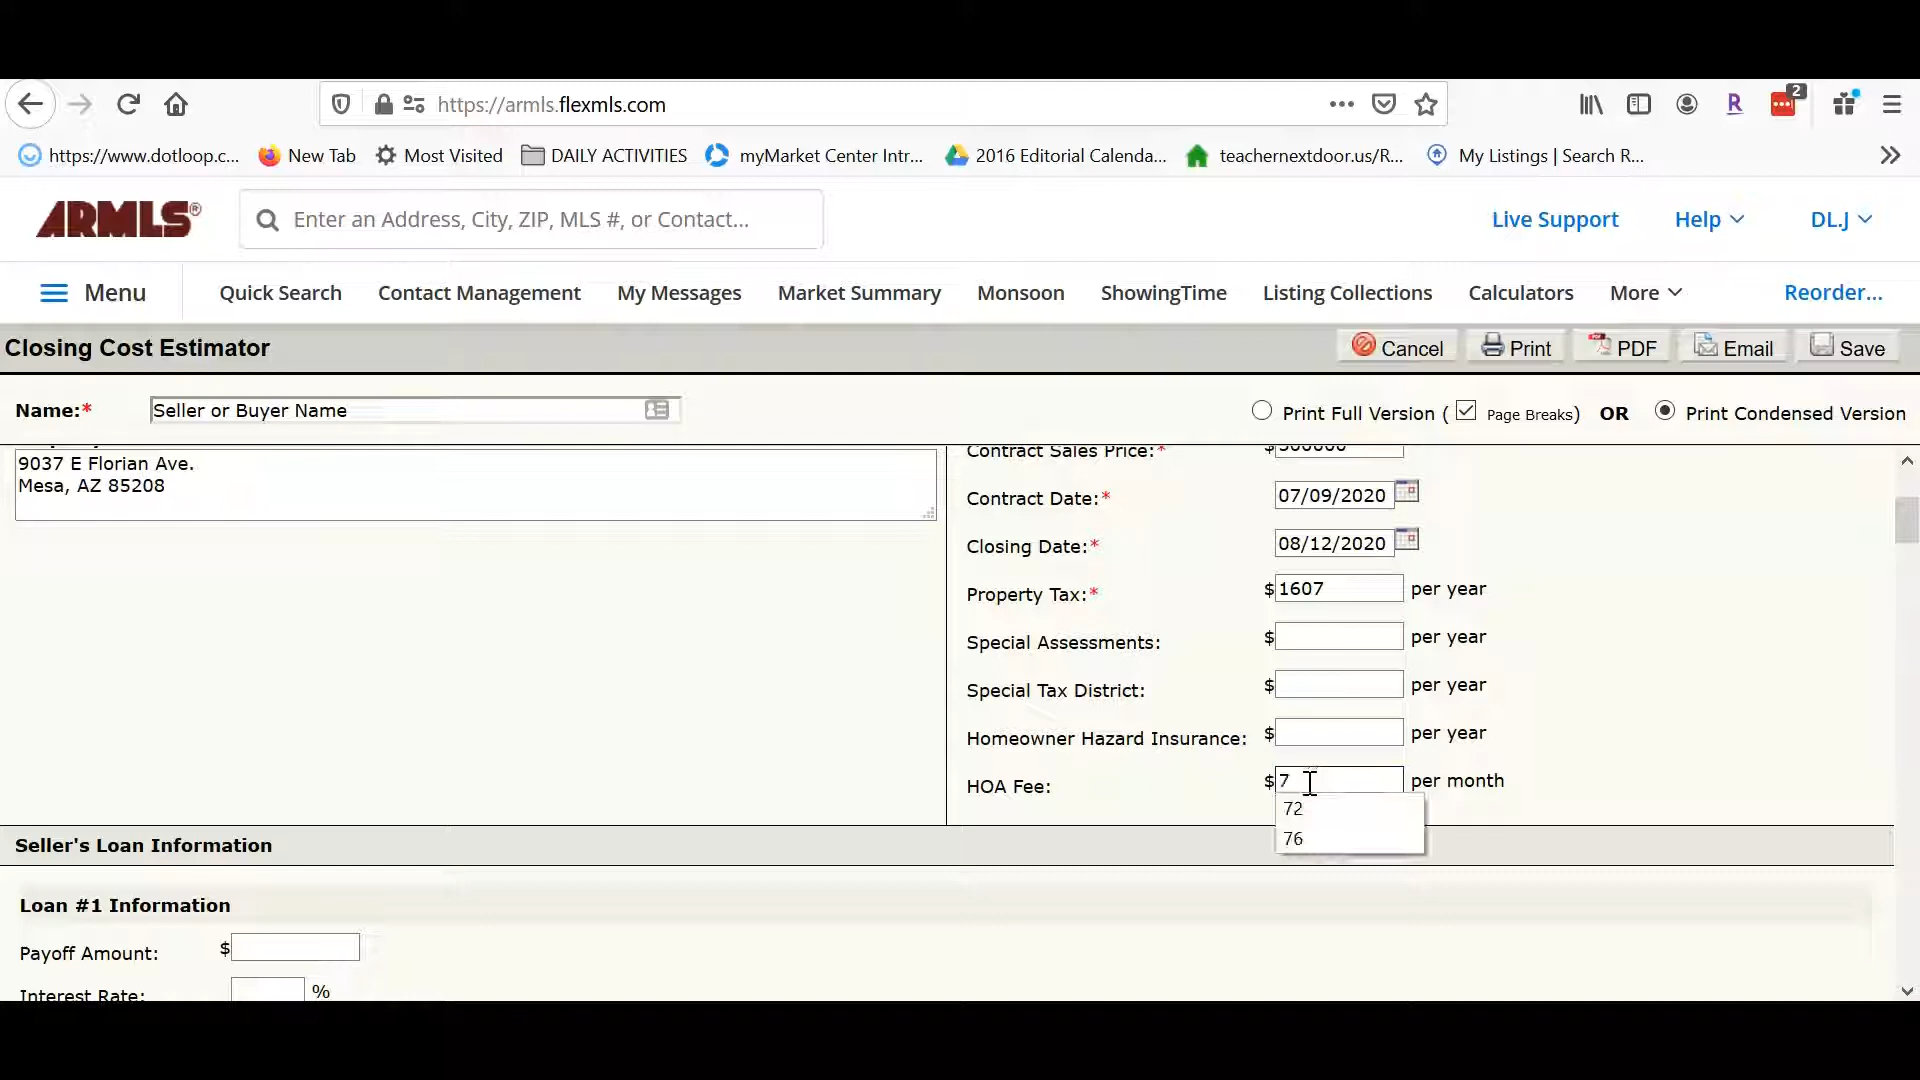 https://armls.flexmls.com
2
https://www.dotloop.c... New Tab Most Visited DAILY ACTIVITIES myMarket Center Intr... 2016 Editorial Calenda... teachernextdoor.us/R... My Listings | Search R...
ARMLS® Enter an Address, City, ZIP, MLS #, or Contact... Live Support Help DL.J
Menu Quick Search Contact Management My Messages Market Summary Monsoon ShowingTime Listing Collections Calculators More Reorder...
Closing Cost Estimator Cancel Print PDF Email Save
Name:* Seller or Buyer Name Print Full Version ( Page Breaks) OR Print Condensed Version
9037 E Florian Ave.
Mesa, AZ 85208
Contract Sales Price:* $
Contract Date:* 07/09/2020
Closing Date:* 08/12/2020
Property Tax:* $ 1607 per year
Special Assessments: $ per year
Special Tax District: $ per year
Homeowner Hazard Insurance: $ per year
HOA Fee: $ 7 per month
72
76
Seller's Loan Information
Loan #1 Information
Payoff Amount: $
Interest Rate: %